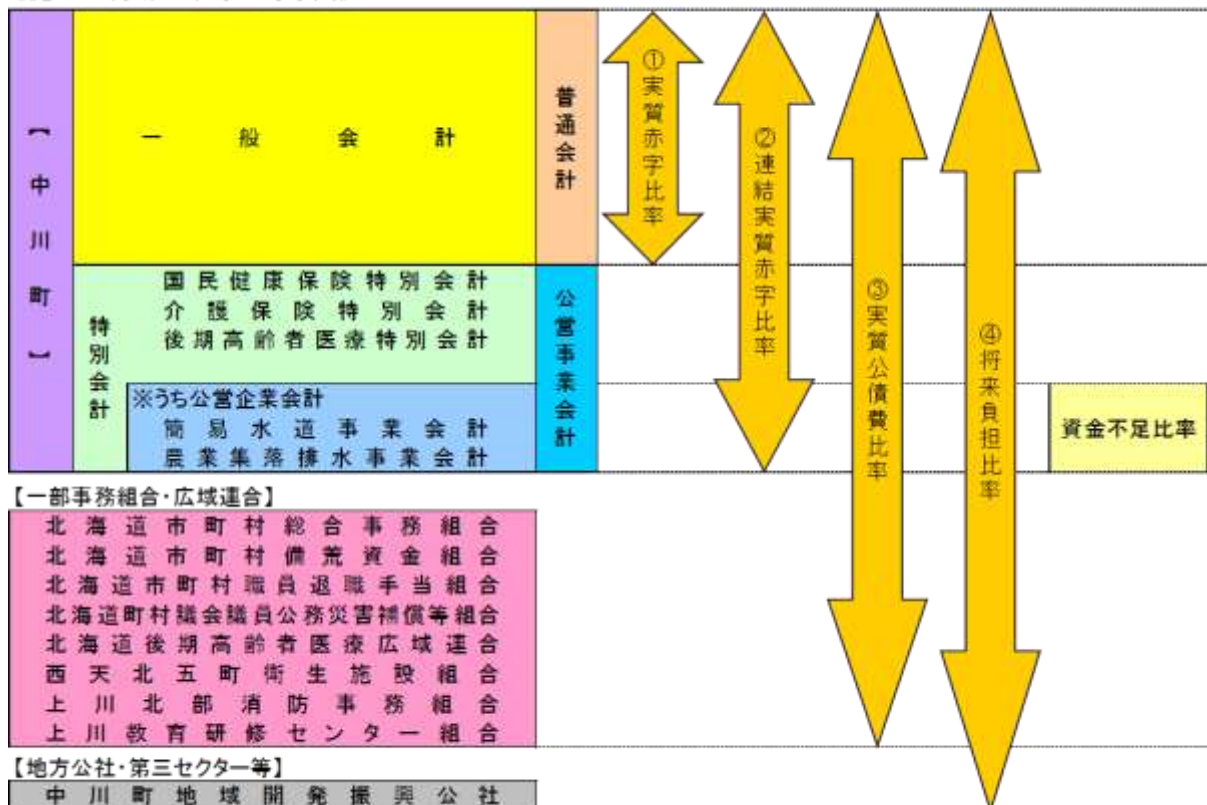 【中川町】
一般会計
普通会計
特別会計
国民健康保険特別会計
介護保険特別会計
後期高齢者医療特別会計
※うち公営企業会計
簡易水道事業会計
農業集落排水事業会計
公営事業会計
①実質赤字比率
②連結実質赤字比率
③実質公債費比率
④将来負担比率
資金不足比率
【一部事務組合・広域連合】
北海道市町村総合事務組合
北海道市町村備荒資金組合
北海道市町村職員退職手当組合
北海道町村議会議員公務災害補償等組合
北海道後期高齢者医療広域連合
西天北五町衛生施設組合
上川北部消防事務組合
上川教育研修センター組合
【地方公社・第三セクター等】
中川町地域開発振興公社